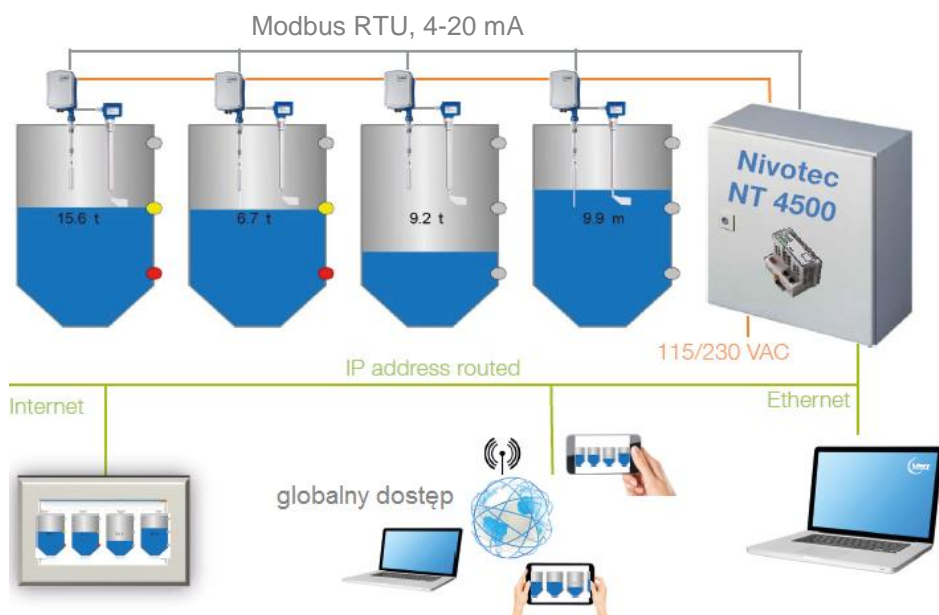 Modbus RTU, 4-20 mA
15.6 t
6.7 t
9.2 t
9.9 m
Nivotec
NT 4500
115/230 VAC
IP address routed
Internet
Ethernet
globalny dostęp